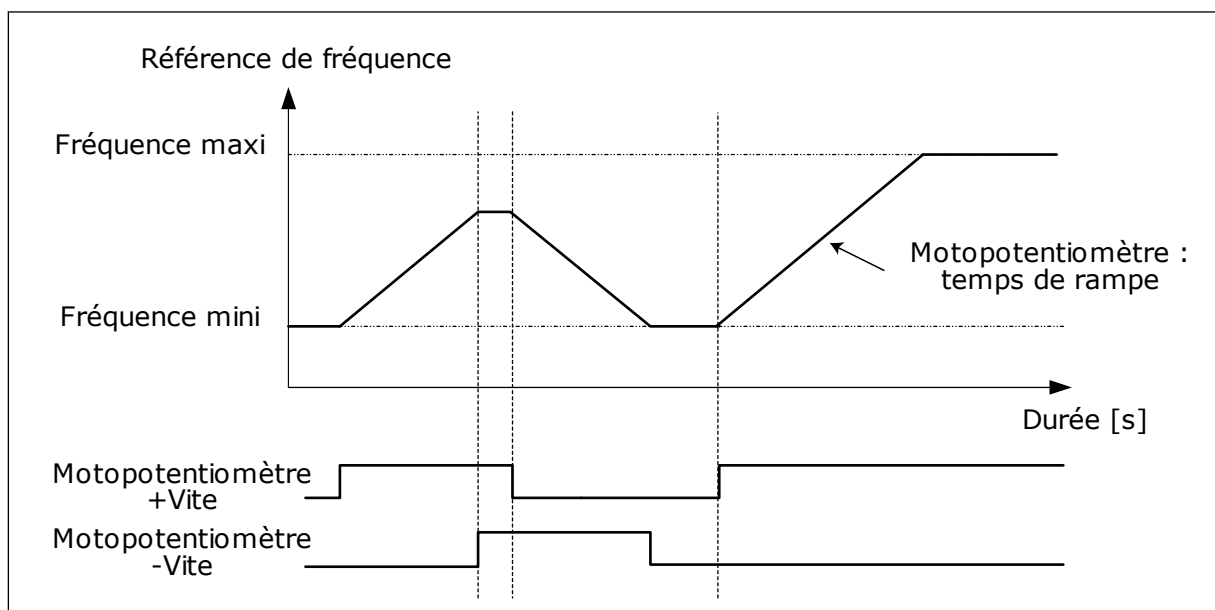 Référence de fréquence
Fréquence maxi
Motopotentiomètre :
temps de rampe
Fréquence mini
Durée [s]
Motopotentiomètre
+Vite
Motopotentiomètre
-Vite